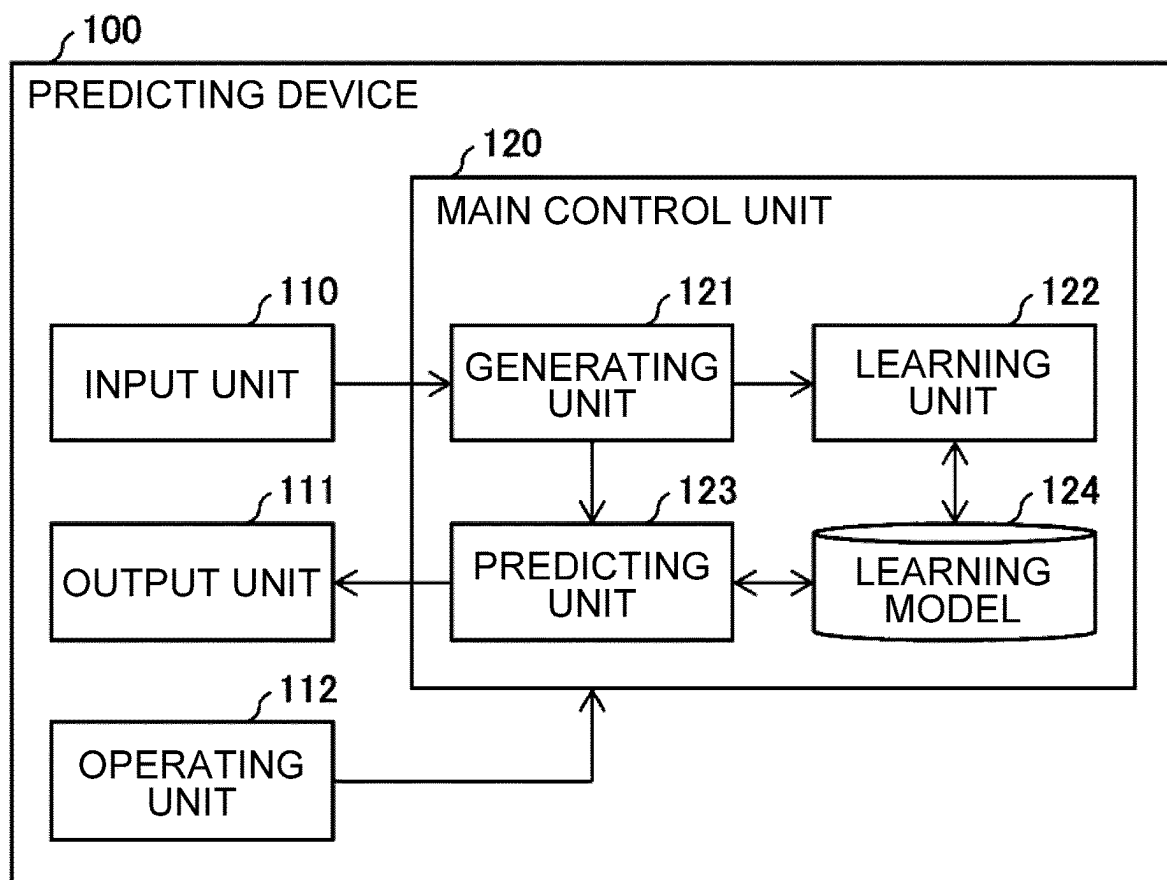 100
PREDICTING DEVICE
120
MAIN CONTROL UNIT
110
INPUT UNIT
121
GENERATING
UNIT
122
LEARNING
UNIT
111
OUTPUT UNIT
123
PREDICTING
UNIT
124
LEARNING
MODEL
112
OPERATING
UNIT